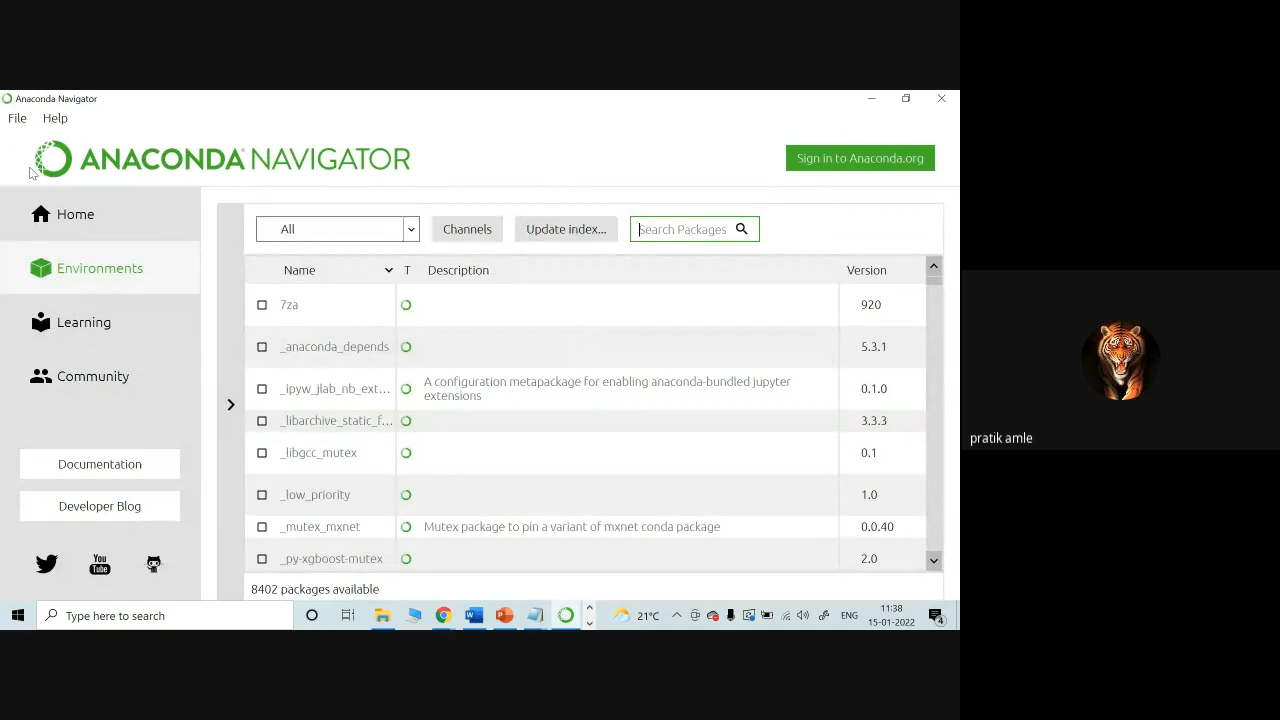 Anaconda Navigator
File Help
ANACONDA NAVIGATOR
Sign in to Anaconda.org
Home
Environments
Learning
Community
Documentation
Developer Blog
You
Tube
All
Channels
Update index...
Search Packages
Name T Description Version
7za 920
_anaconda_depends 5.3.1
_ipyw_jlab_nb_ext... A configuration metapackage for enabling anaconda-bundled jupyter
extensions 0.1.0
_libarchive_static_f... 3.3.3
_libgcc_mutex 0.1
_low_priority 1.0
_mutex_mxnet Mutex package to pin a variant of mxnet conda package 0.0.40
_py-xgboost-mutex 2.0
8402 packages available
Type here to search
21°C
ENG
11:38
15-01-2022
4
pratik amle